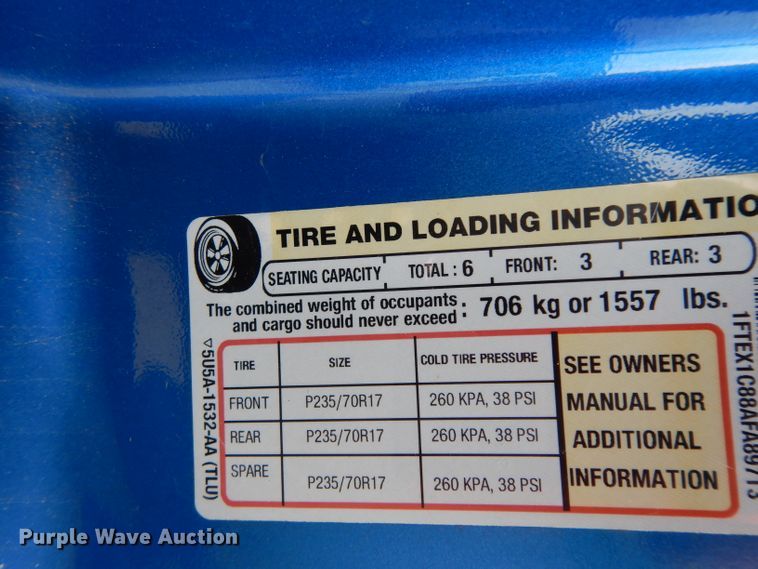 TIRE AND LOADING INFORMATIO
SEATING CAPACITY TOTAL : 6 FRONT: 3 REAR: 3
The combined weight of occupants
and cargo should never exceed : 706 kg or 1557 lbs.
TIRE SIZE COLD TIRE PRESSURE
FRONT P235/70R17 260 KPA, 38 PSI
REAR P235/70R17 260 KPA, 38 PSI
SPARE P235/70R17 260 KPA, 38 PSI
SEE OWNERS
MANUAL FOR
ADDITIONAL
INFORMATION
▽5U5A-1532-AA (TLU)
1FTEX1C88AFA89713
Purple Wave Auction